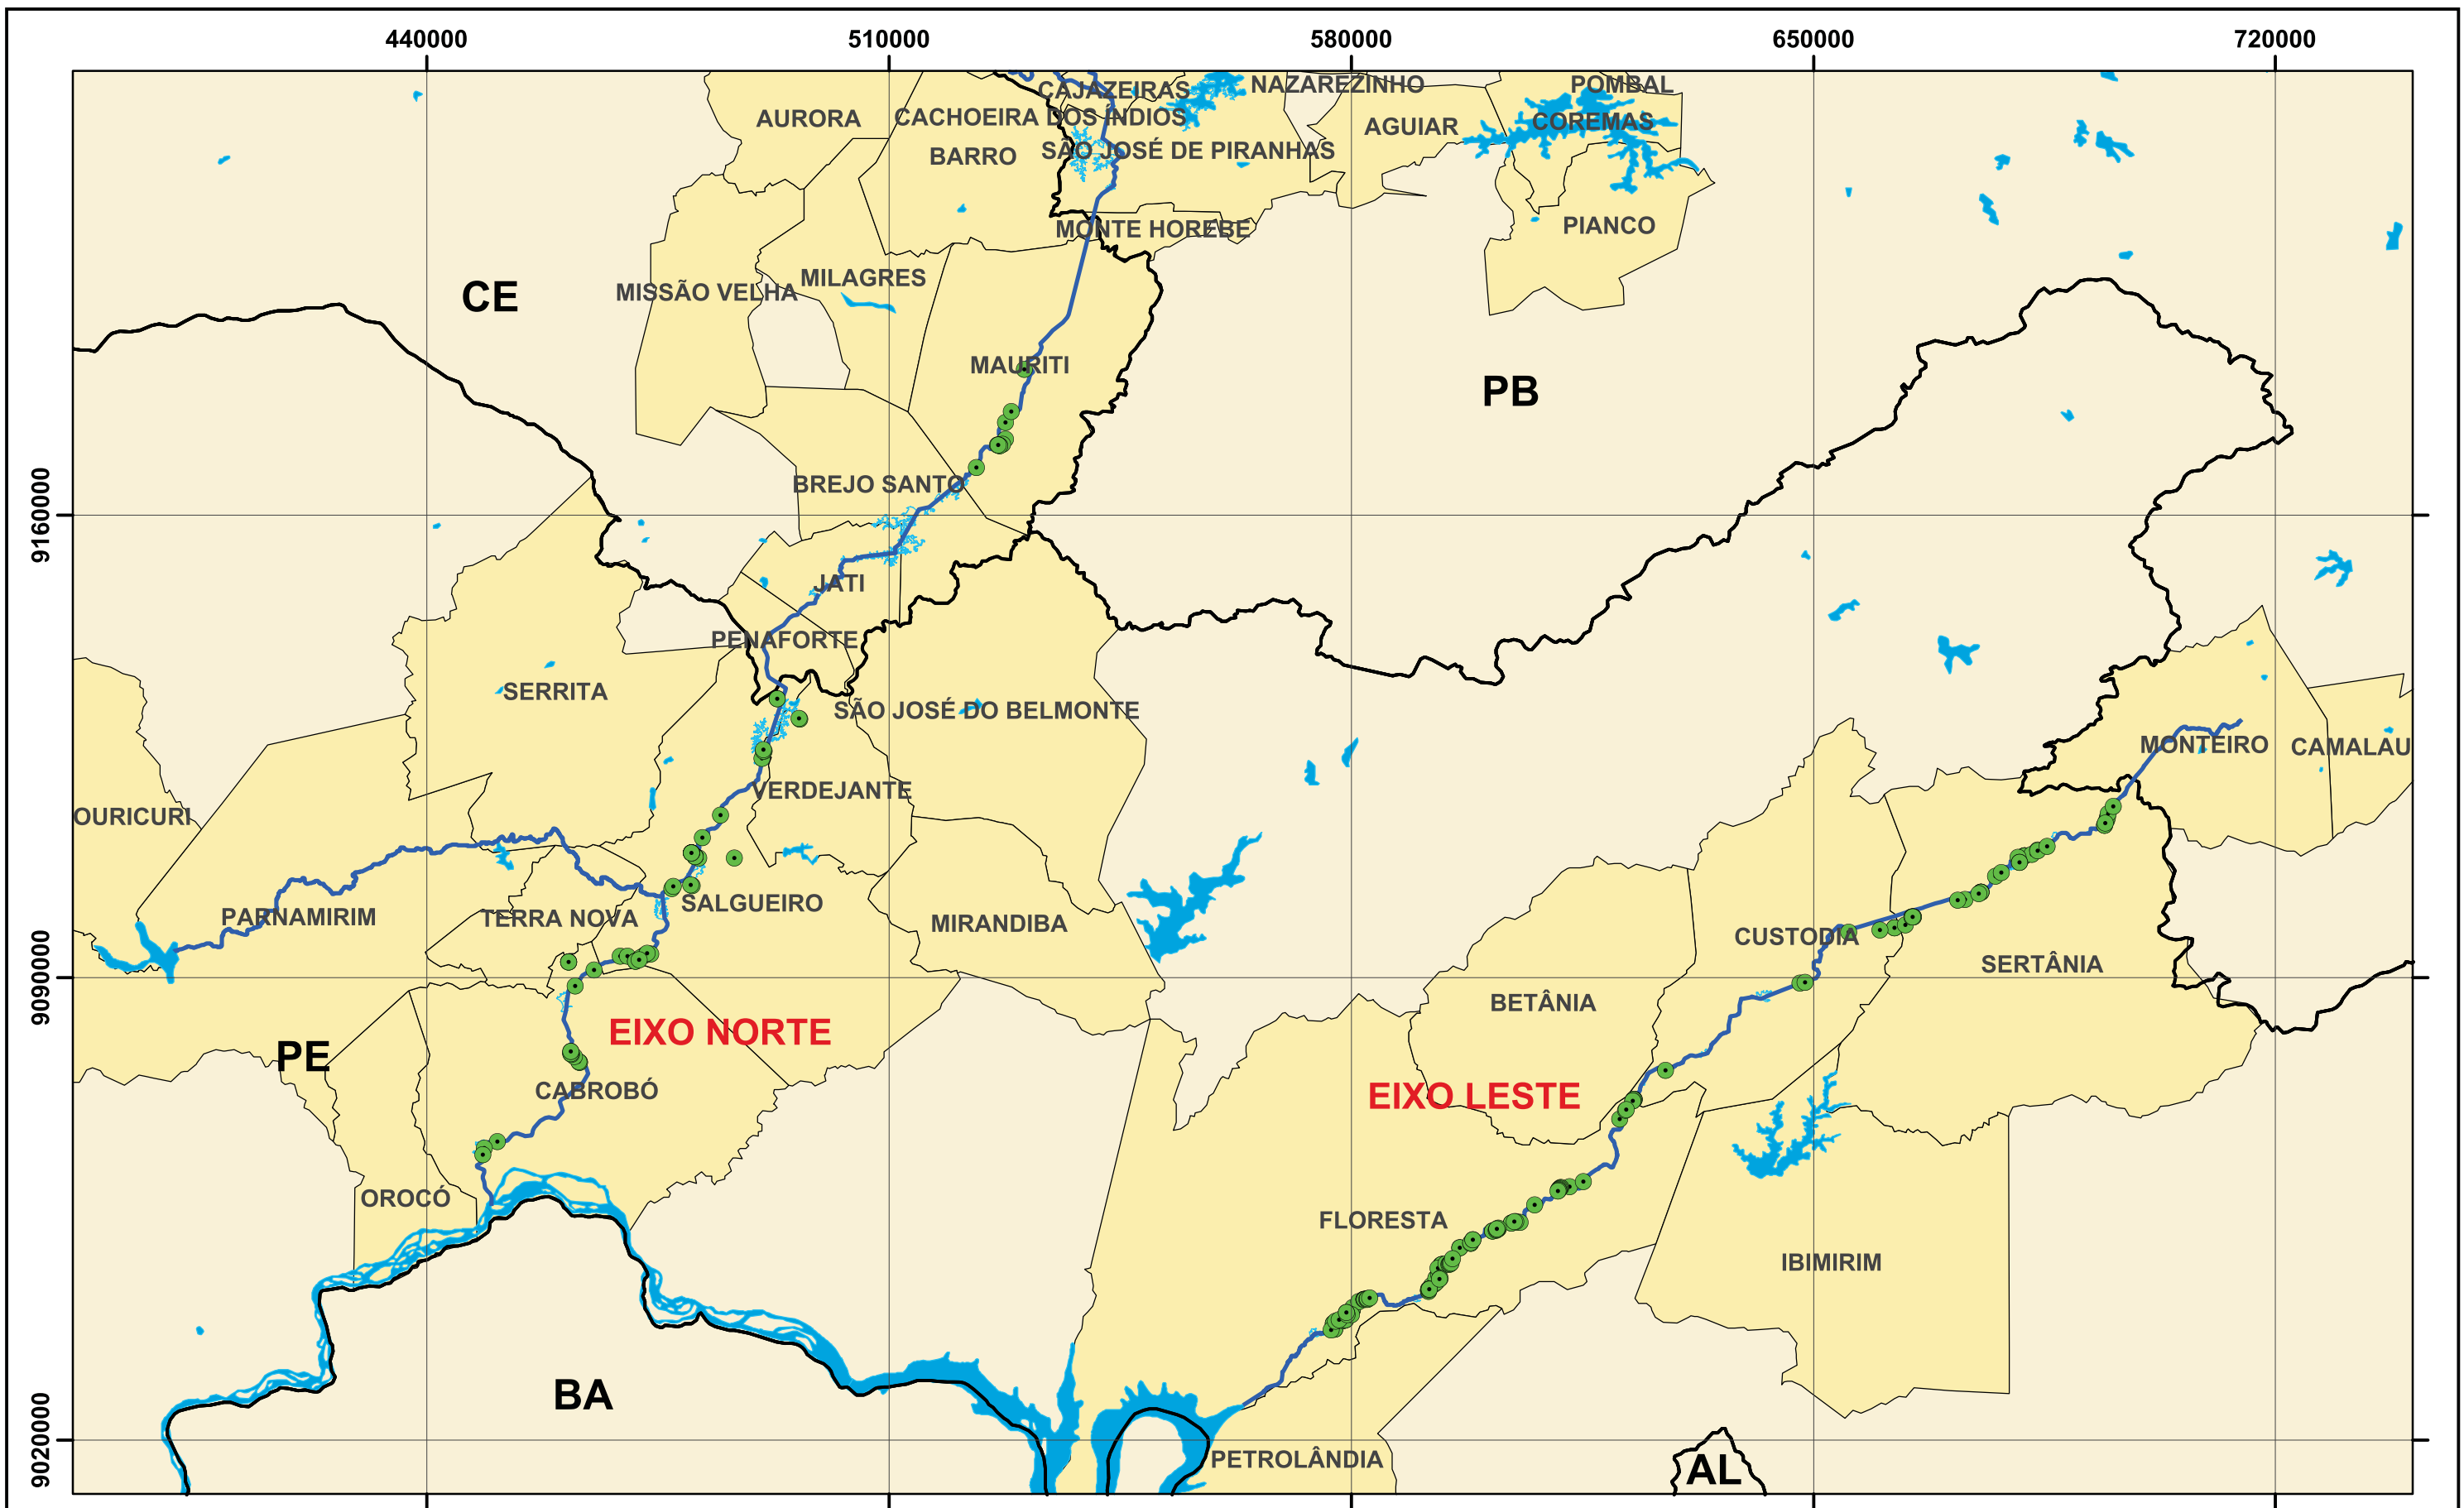 440000 510000 580000 650000 720000
CAJAZEIRAS NAZAREZINHO POMBAL
AURORA CACHOEIRA DOS ÍNDIOS AGUIAR COREMAS
BARRO SÃO JOSÉ DE PIRANHAS
MONTE HOREBE PIANCO
MILAGRES
MISSÃO VELHA
CE
MAURITI
PB
BREJO SANTO
9160000
JATI
PENAFORTE
SERRITA
SÃO JOSÉ DO BELMONTE
MONTEIRO CAMALAU
VERDEJANTE
OURICURI
SALGUEIRO
PARNAMIRIM TERRA NOVA MIRANDIBA
CUSTODIA
SERTÂNIA
9090000
BETÂNIA
EIXO NORTE
PE
CABROBÓ
EIXO LESTE
OROCÓ
FLORESTA
IBIMIRIM
BA
9020000
PETROLÂNDIA
AL